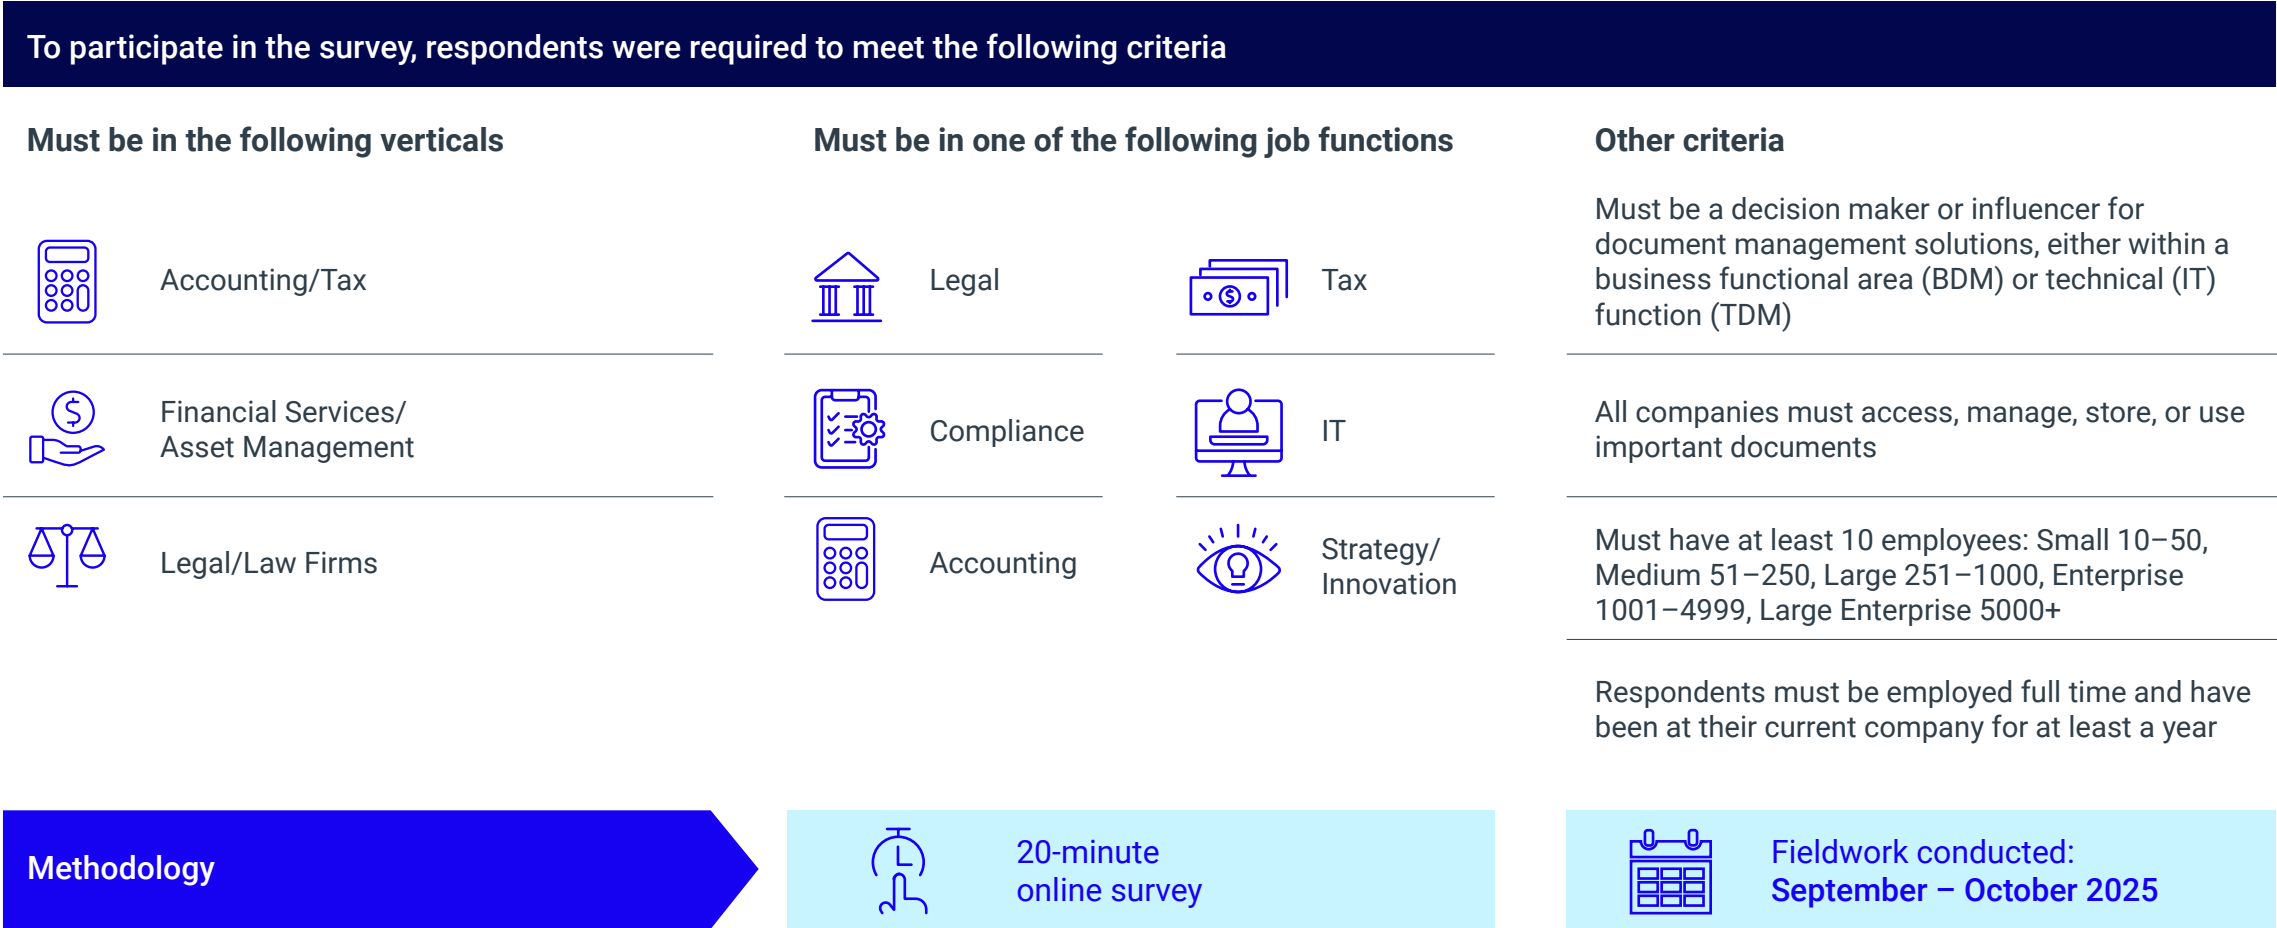 To participate in the survey, respondents were required to meet the following criteria
Must be in the following verticals
Accounting/Tax
Financial Services/
Asset Management
Legal/Law Firms
Must be in one of the following job functions
Legal
Tax
Compliance
IT
Accounting
Strategy/
Innovation
Other criteria
Must be a decision maker or influencer for
document management solutions, either within a
business functional area (BDM) or technical (IT)
function (TDM)
All companies must access, manage, store, or use
important documents
Must have at least 10 employees: Small 10–50,
Medium 51–250, Large 251–1000, Enterprise
1001–4999, Large Enterprise 5000+
Respondents must be employed full time and have
been at their current company for at least a year
Methodology
20-minute
online survey
Fieldwork conducted:
September – October 2025